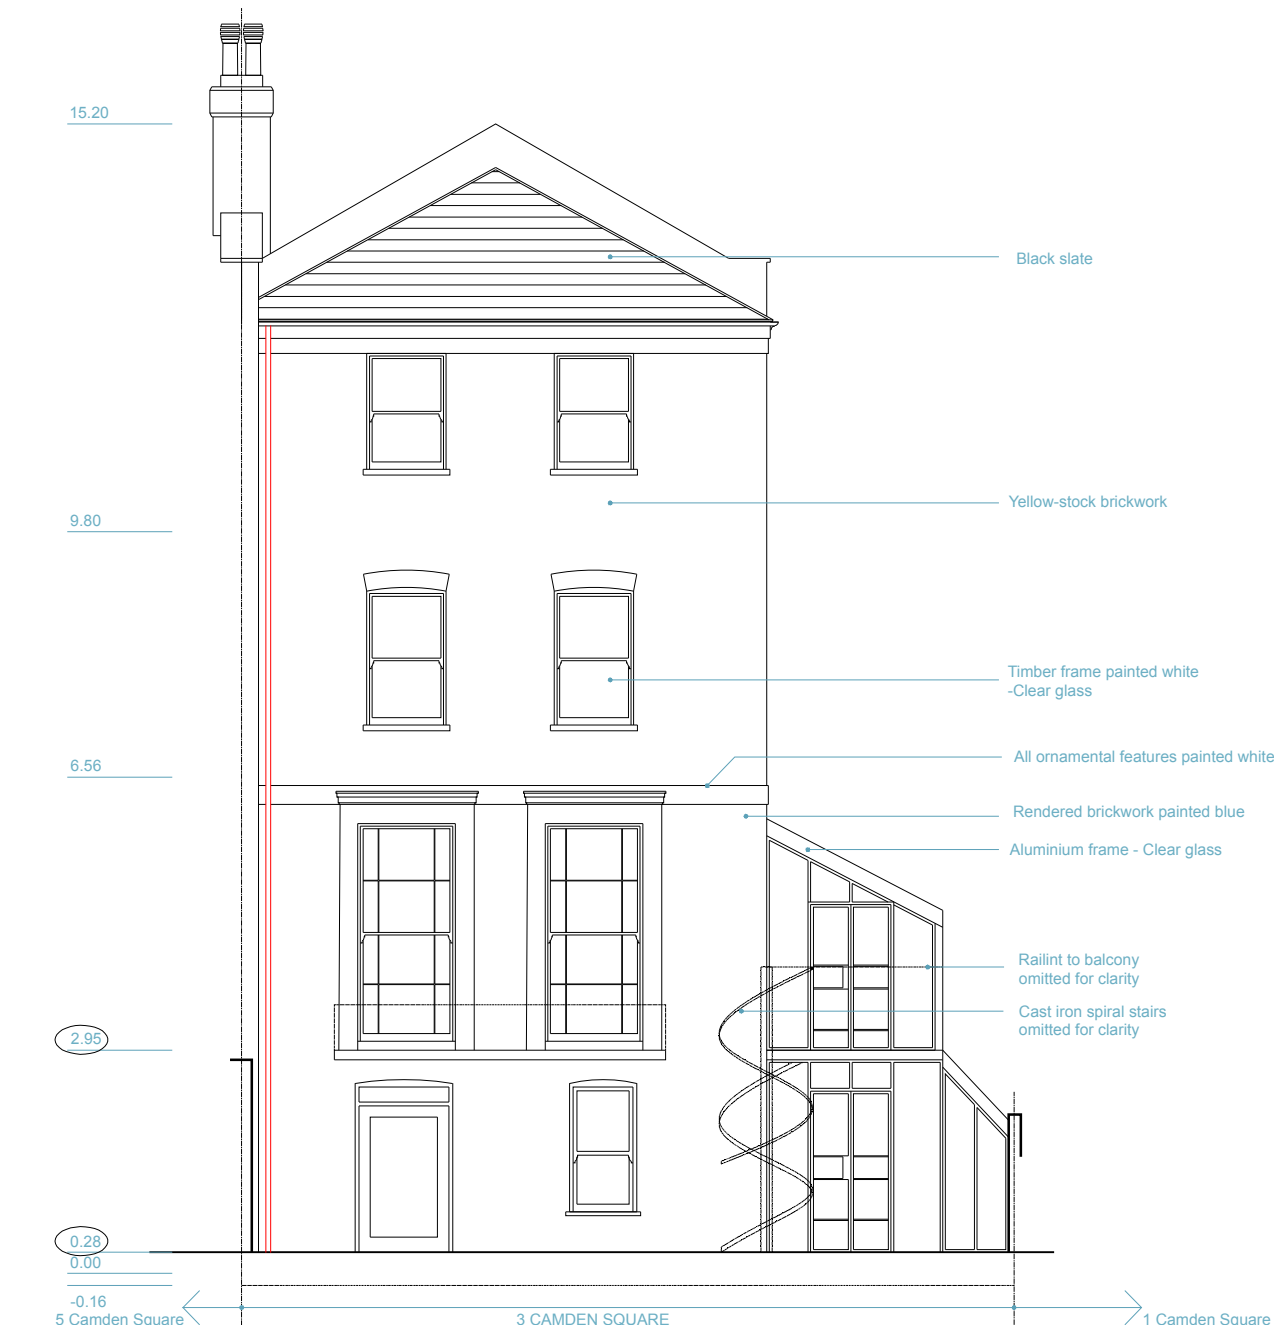 15.20
Black slate
Yellow-stock brickwork
9.80
Timber frame painted white
-Clear glass
6.56
All ornamental features painted white
Rendered brickwork painted blue
Aluminium frame - Clear glass
Railint to balcony
omitted for clarity
Cast iron spiral stairs
omitted for clarity
2.95
0.28
0.00
-0.16
5 Camden Square
3 CAMDEN SQUARE
1 Camden Square